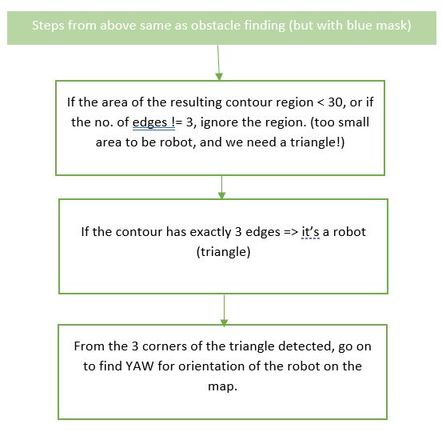 Steps from above same as obstacle finding (but with blue mask)
If the area of the resulting contour region < 30, or if
the no. of edges != 3, ignore the region. (too small
area to be robot, and we need a triangle!)
If the contour has exactly 3 edges => it's a robot
(triangle)
From the 3 corners of the triangle detected, go on
to find YAW for orientation of the robot on the
map.